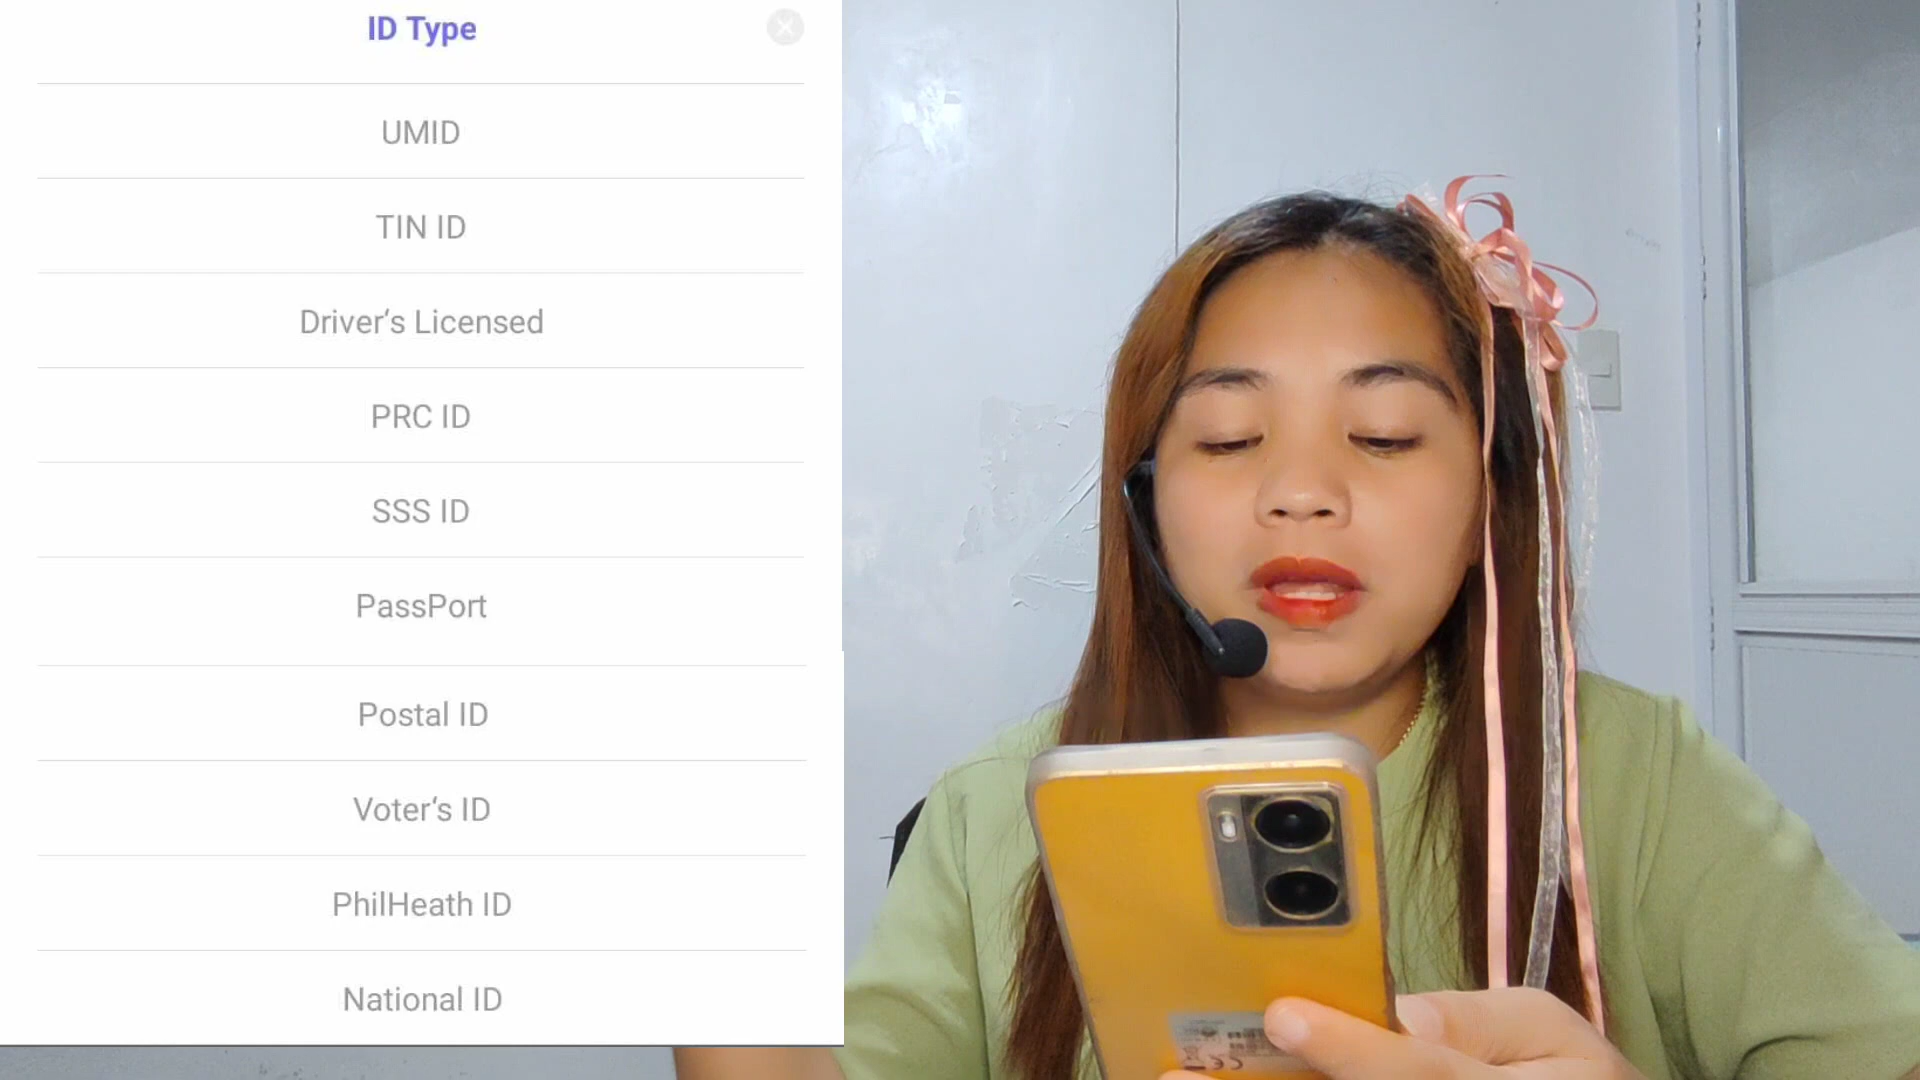 ID Type
UMID
TIN ID
Driver‘s Licensed
PRC ID
SSS ID
PassPort
Postal ID
Voter‘s ID
PhilHeath ID
National ID